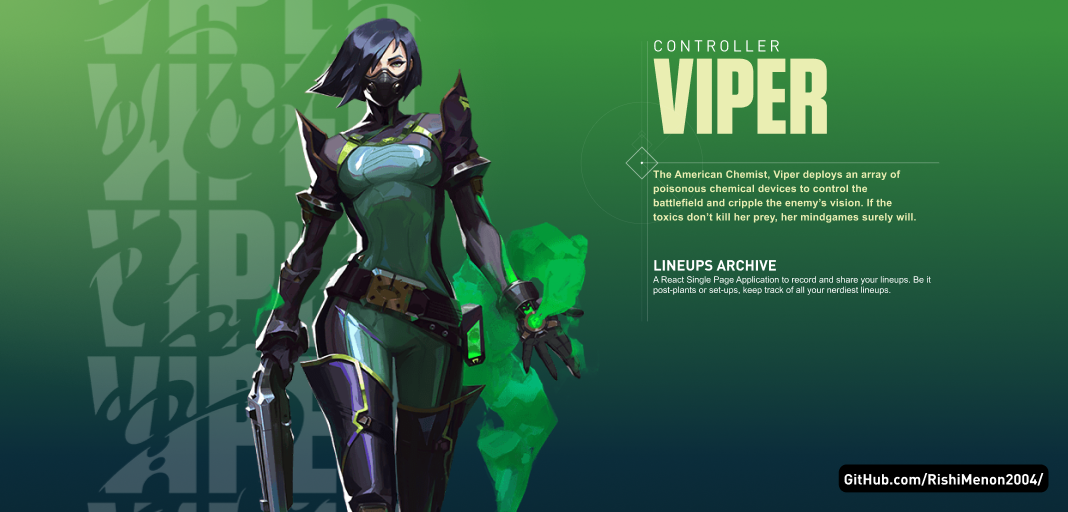 CONTROLLER
VIPER
The American Chemist, Viper deploys an array of
poisonous chemical devices to control the
battlefield and cripple the enemy's vision. If the
toxics don't kill her prey, her mindgames surely will.
LINEUPS ARCHIVE
A React Single Page Application to record and share your lineups. Be it
post-plants or set-ups, keep track of all your nerdiest lineups.
GitHub.com/RishiMenon2004/
VIPER
VIPER
VIPER